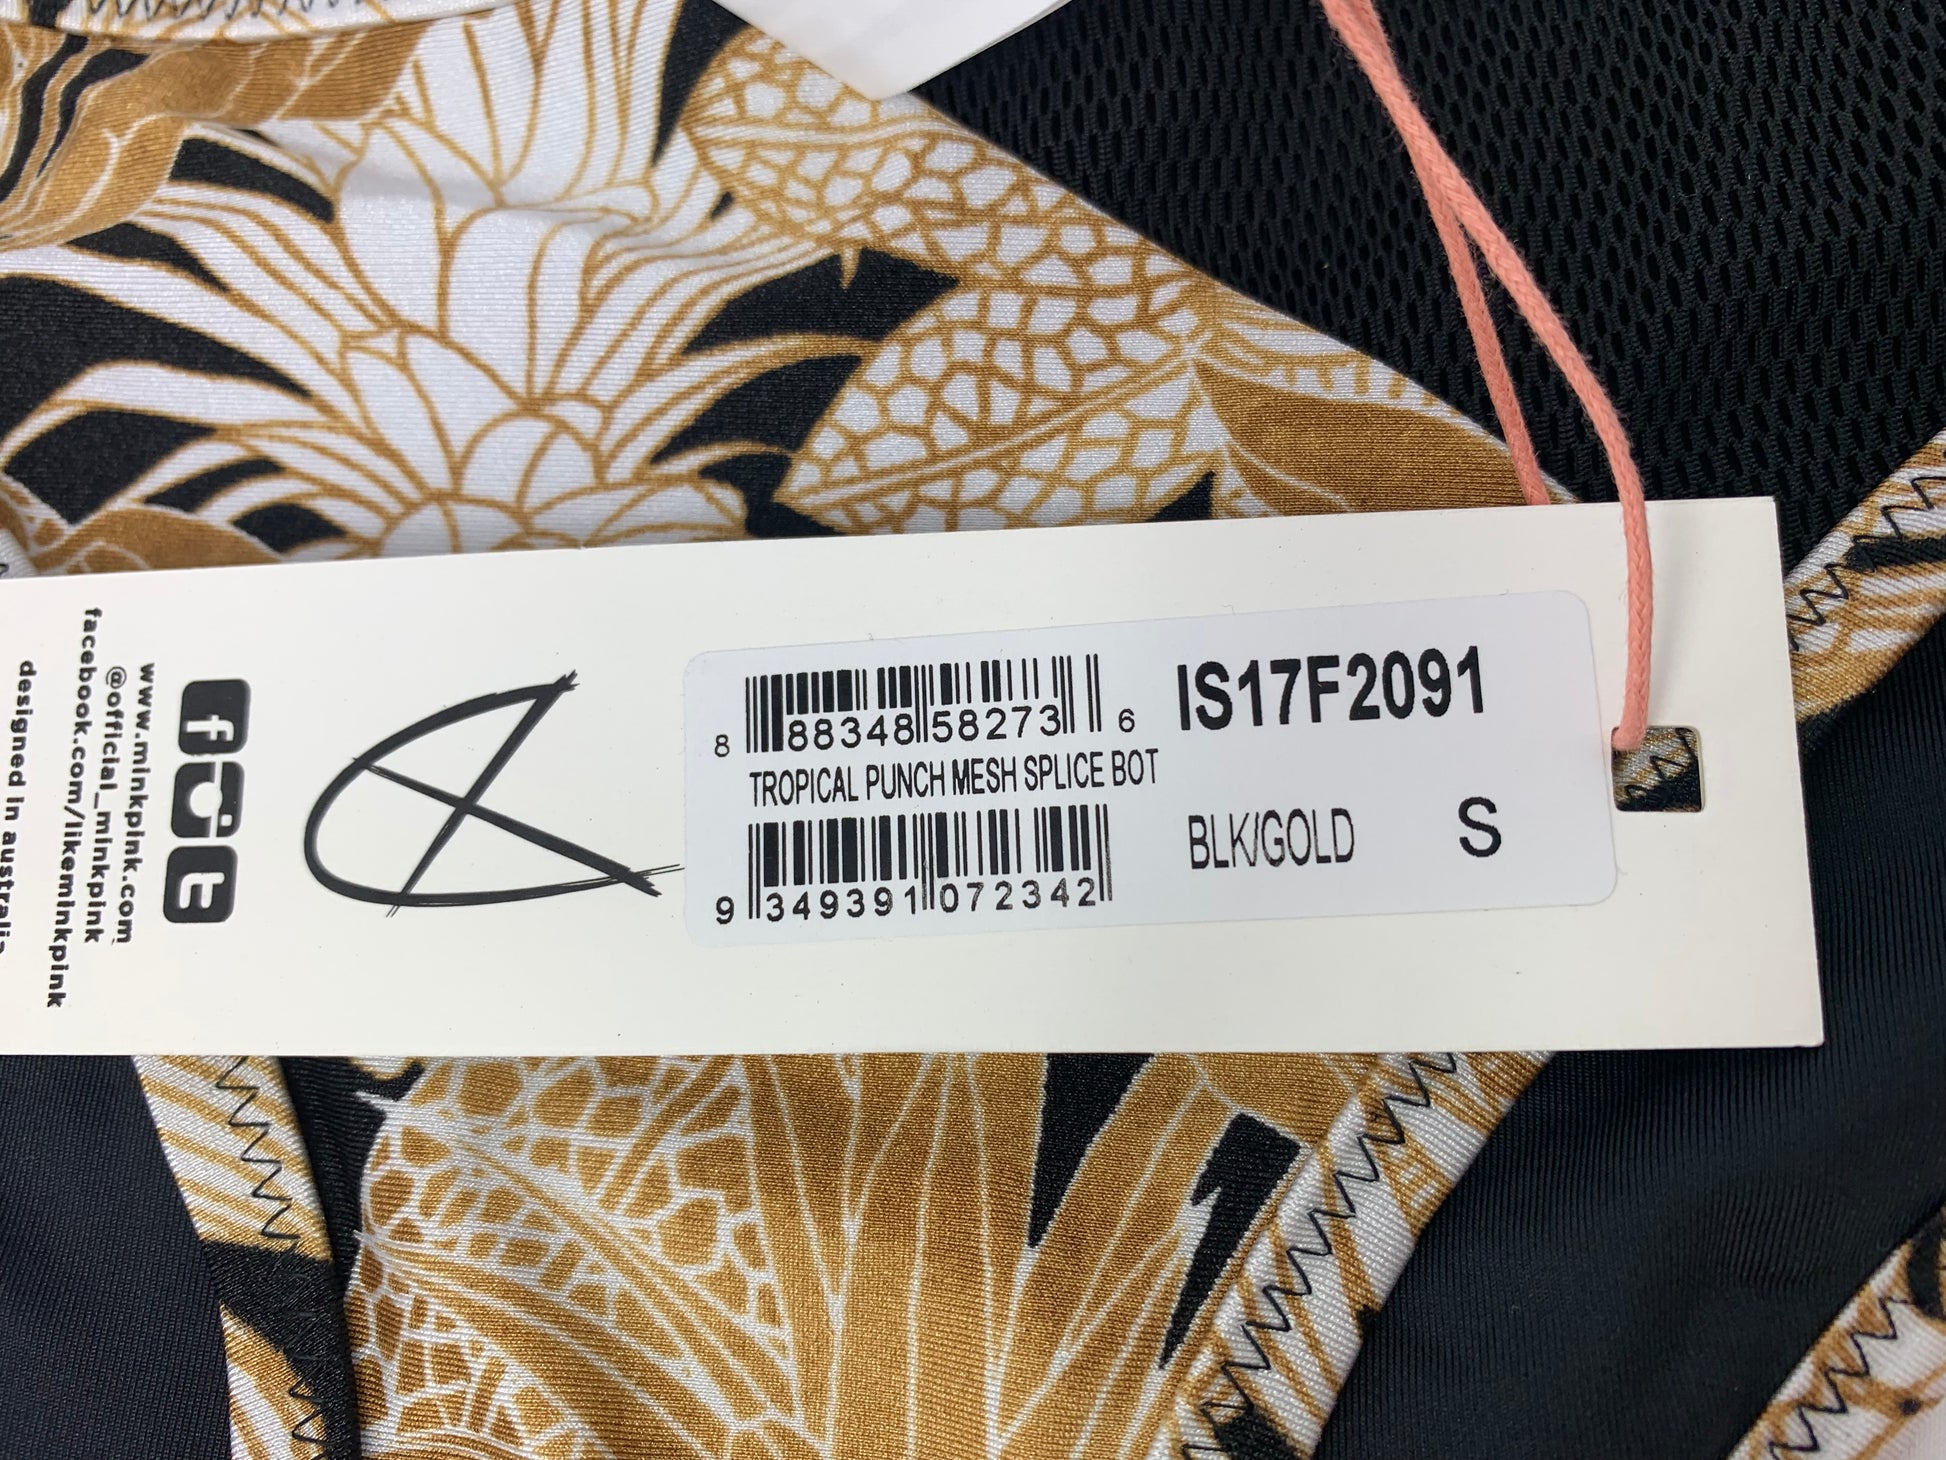 8 88348 58273 6
IS17F2091
TROPICAL PUNCH MESH SPLICE BOT
9 349391 072342
BLK/GOLD
S
www.minkpink.com
@official_minkpink
facebook.com/likeminkpink
designed in australia